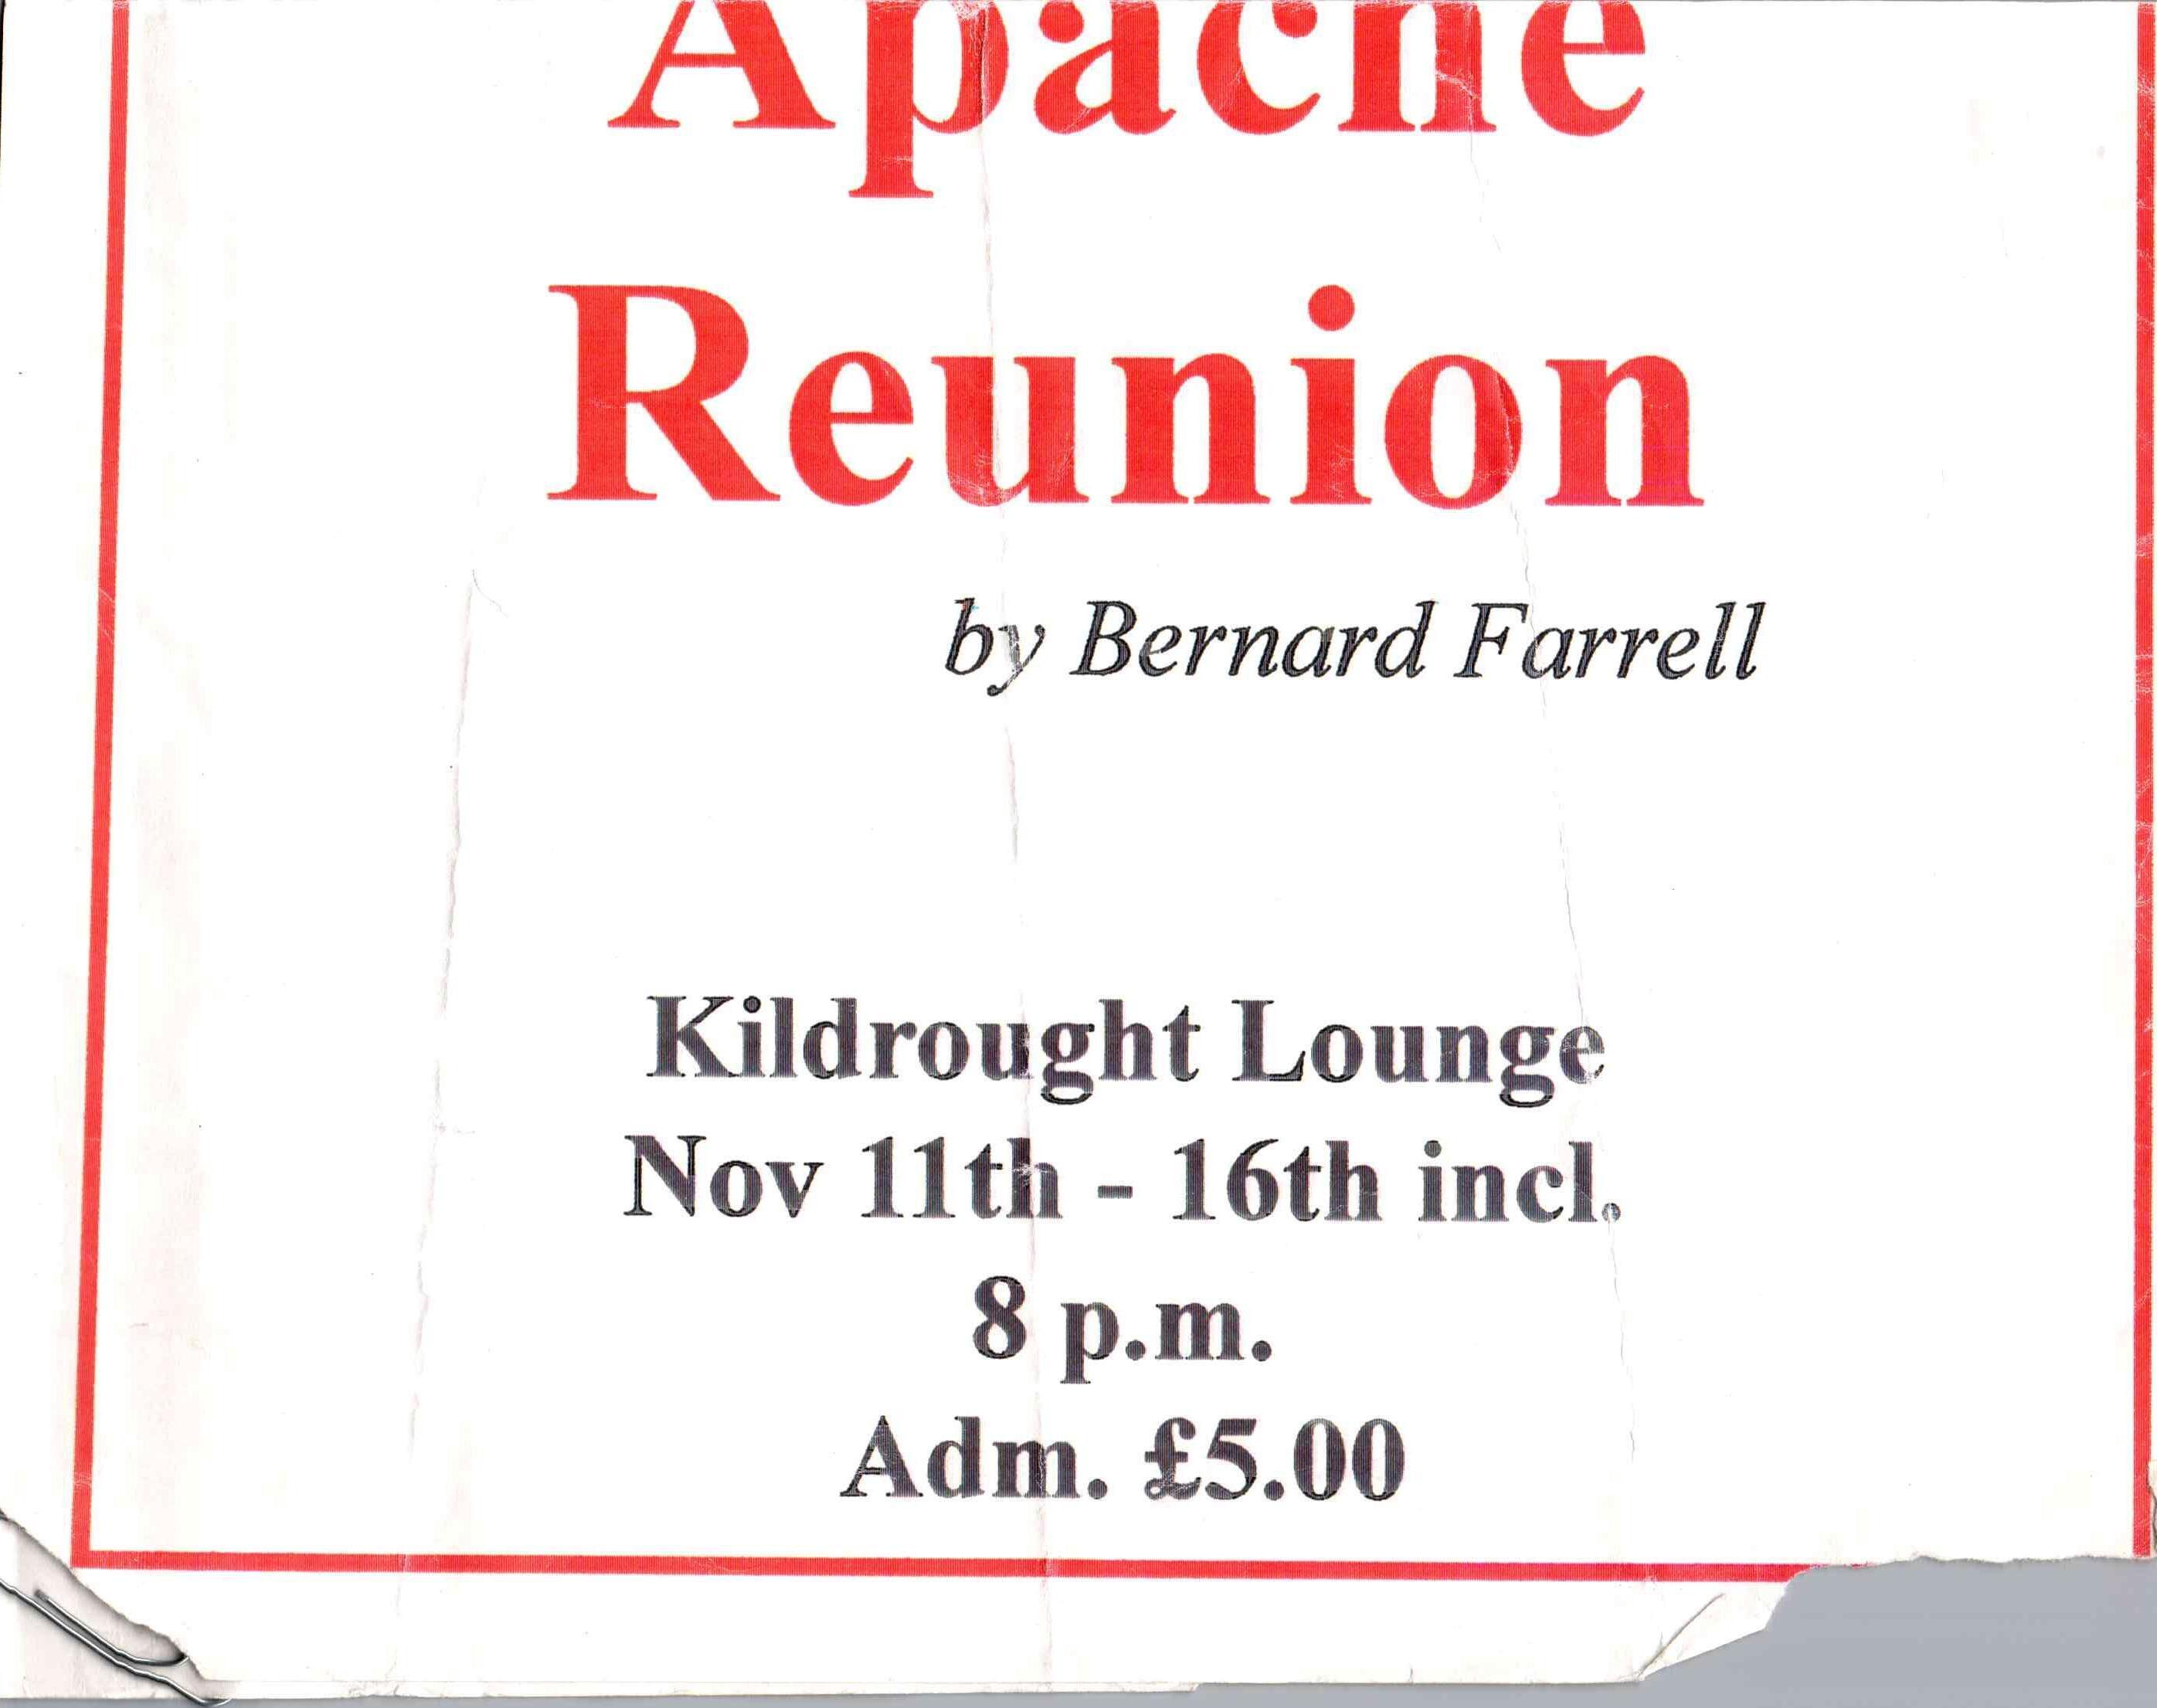 Apache
Reunion
by Bernard Farrell
Kildrought Lounge
Nov 11th - 16th incl.
8 p.m.
Adm. £5.00